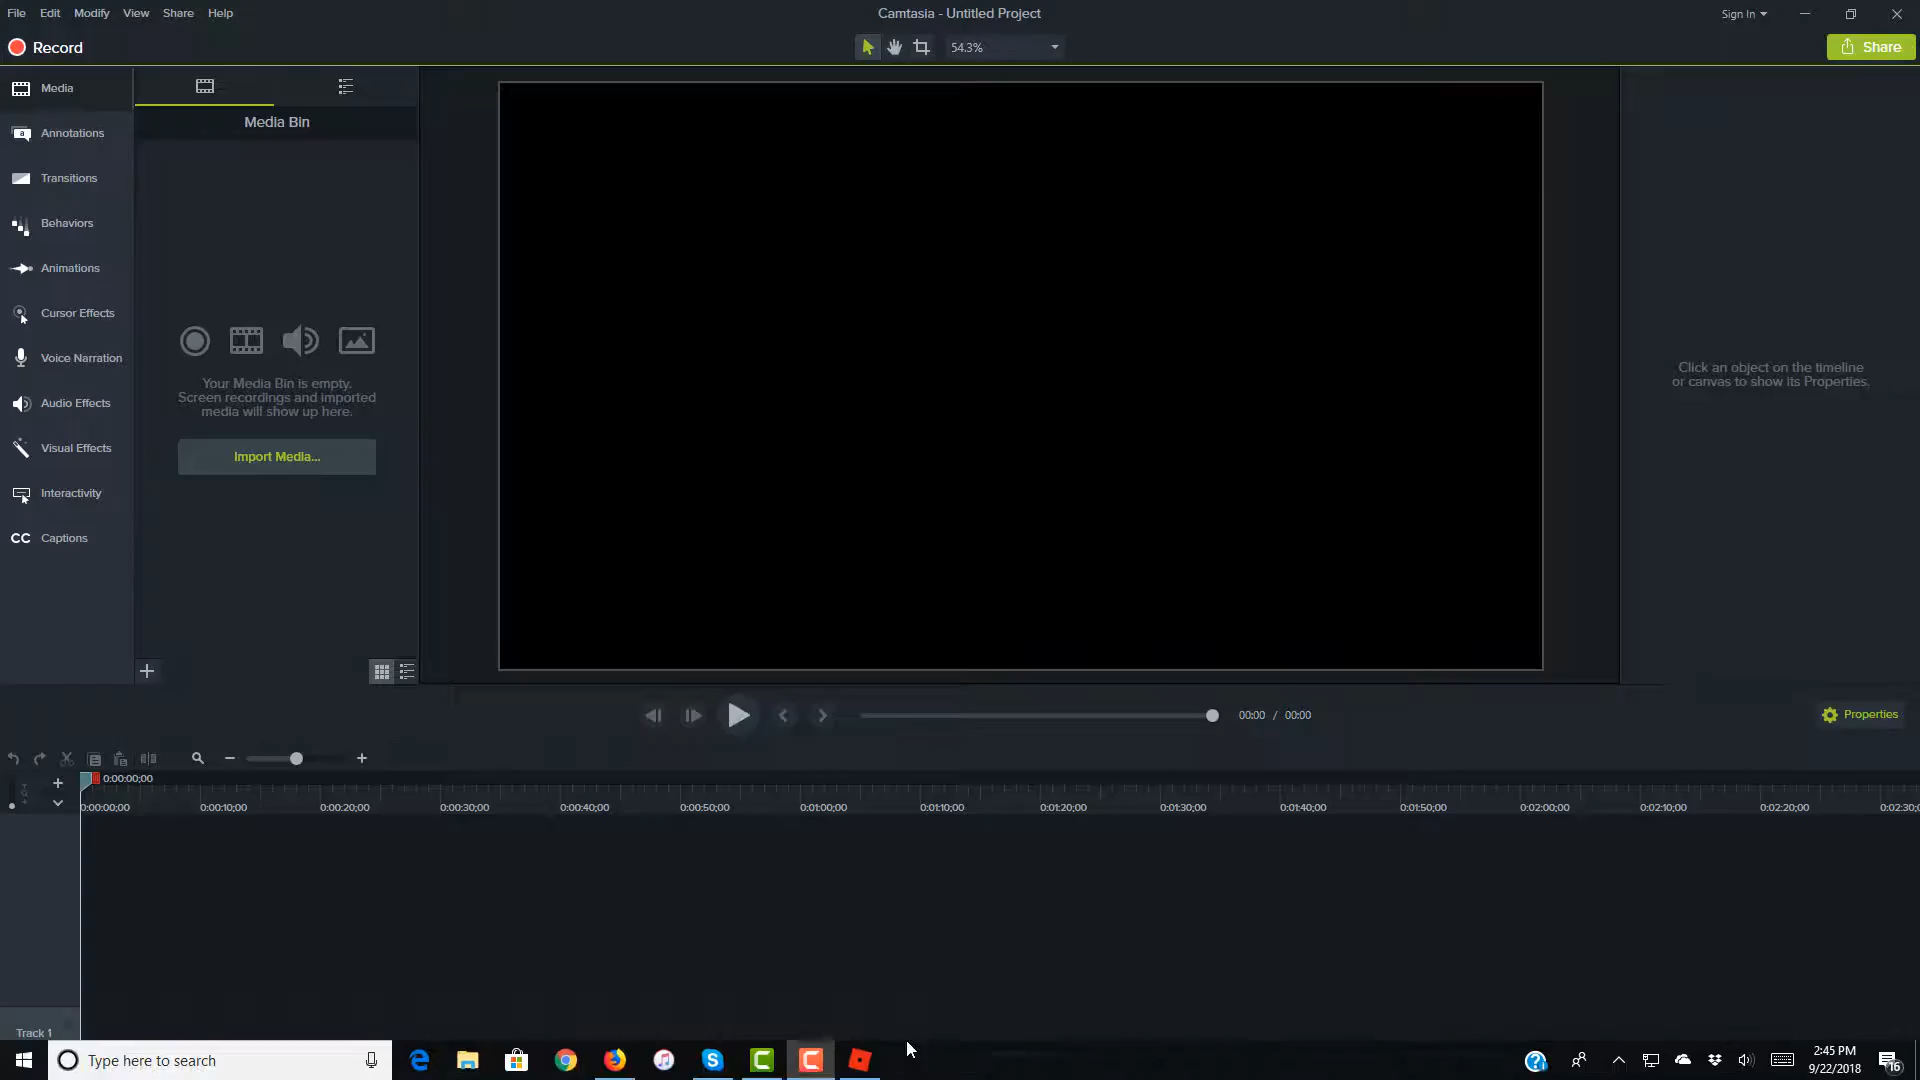 File Edit Modify View Share Help
Camtasia - Untitled Project
Sign In
Record
54.3%
Share
Media
Annotations
Transitions
Behaviors
Animations
Cursor Effects
Voice Narration
Audio Effects
Visual Effects
Interactivity
CC Captions
Media Bin
Your Media Bin is empty.
Screen recordings and imported
media will show up here.
Import Media...
Click an object on the timeline
or canvas to show its Properties.
00:00 / 00:00
Properties
0:00:00;00
0:00:00;00 0:00:10;00 0:00:20;00 0:00:30;00 0:00:40;00 0:00:50;00 0:01:00;00 0:01:10;00 0:01:20;00 0:01:30;00 0:01:40;00 0:01:50;00 0:02:00;00 0:02:10;00 0:02:20;00 0:02:30;0
Track 1
Type here to search
2:45 PM
9/22/2018
16